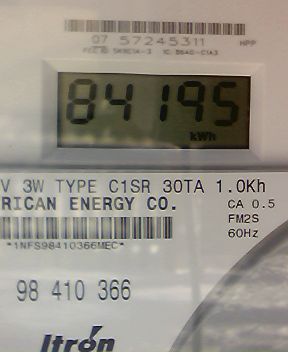 07 57245311 HPP
84195
kWh
V 3W TYPE C1SR 30TA 1.0Kh
RICAN ENERGY CO. CA 0.5
FM2S
*1NFS98410366MEC* 60Hz
98 410 366
Itron